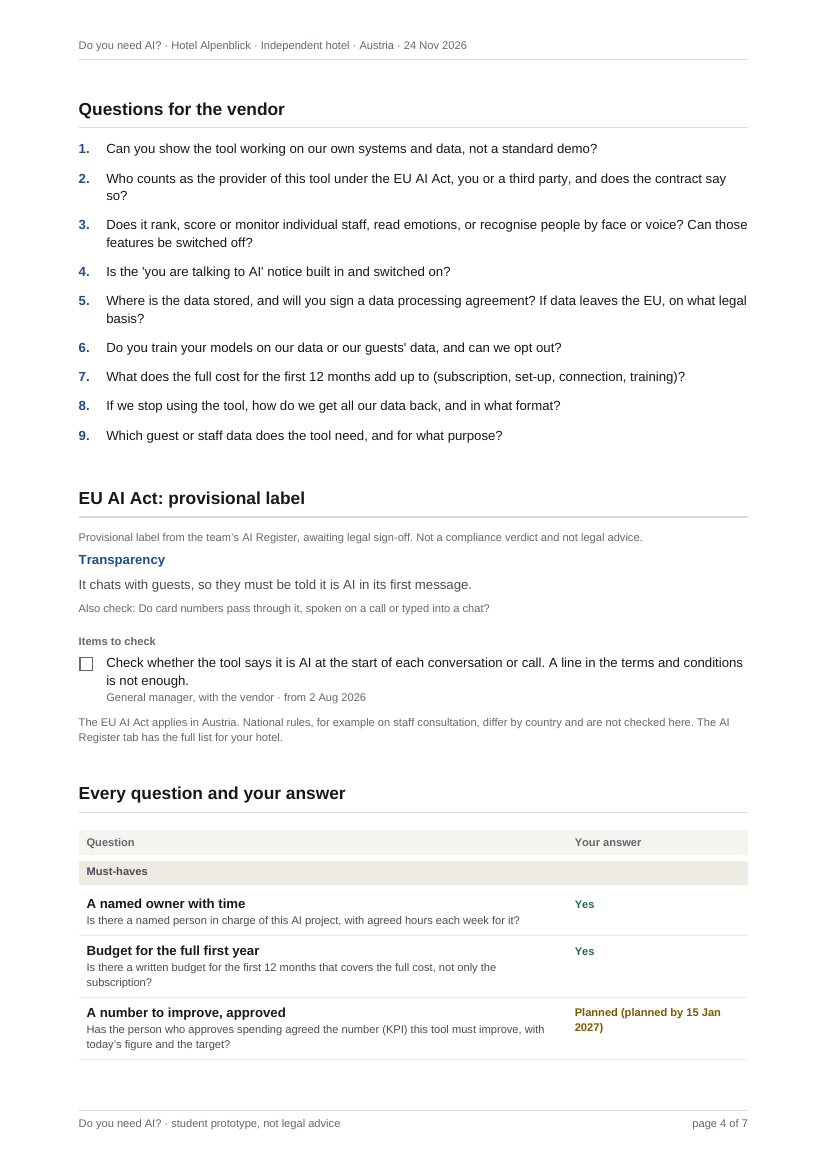 Do you need AI? · Hotel Alpenblick · Independent hotel · Austria · 24 Nov 2026
Questions for the vendor
1. Can you show the tool working on our own systems and data, not a standard demo?
2. Who counts as the provider of this tool under the EU AI Act, you or a third party, and does the contract say
so?
3. Does it rank, score or monitor individual staff, read emotions, or recognise people by face or voice? Can those
features be switched off?
4. Is the 'you are talking to AI' notice built in and switched on?
5. Where is the data stored, and will you sign a data processing agreement? If data leaves the EU, on what legal
basis?
6. Do you train your models on our data or our guests' data, and can we opt out?
7. What does the full cost for the first 12 months add up to (subscription, set-up, connection, training)?
8. If we stop using the tool, how do we get all our data back, and in what format?
9. Which guest or staff data does the tool need, and for what purpose?
EU AI Act: provisional label
Provisional label from the team’s AI Register, awaiting legal sign-off. Not a compliance verdict and not legal advice.
Transparency
It chats with guests, so they must be told it is AI in its first message.
Also check: Do card numbers pass through it, spoken on a call or typed into a chat?
Items to check
Check whether the tool says it is AI at the start of each conversation or call. A line in the terms and conditions
is not enough.
General manager, with the vendor · from 2 Aug 2026
The EU AI Act applies in Austria. National rules, for example on staff consultation, differ by country and are not checked here. The AI
Register tab has the full list for your hotel.
Every question and your answer
Question Your answer
Must-haves
A named owner with time Yes
Is there a named person in charge of this AI project, with agreed hours each week for it?
Budget for the full first year Yes
Is there a written budget for the first 12 months that covers the full cost, not only the
subscription?
A number to improve, approved Planned (planned by 15 Jan
2027)
Has the person who approves spending agreed the number (KPI) this tool must improve, with
today’s figure and the target?
Do you need AI? · student prototype, not legal advice page 4 of 7